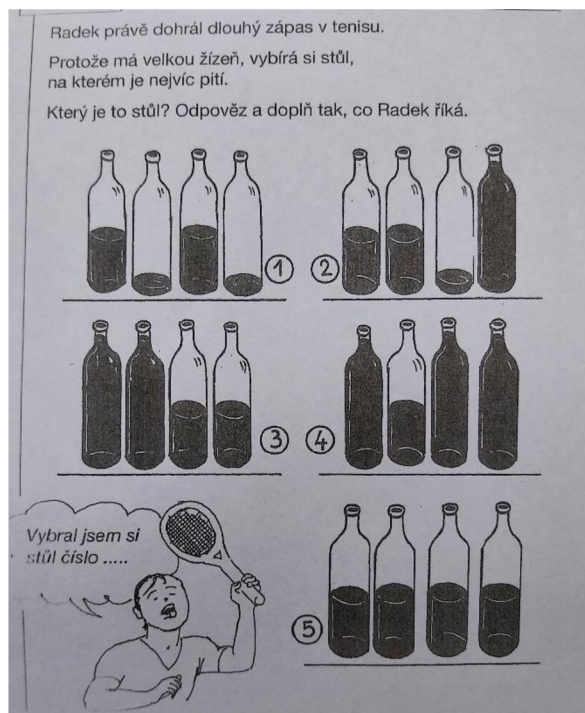 Radek právě dohrál dlouhý zápas v tenisu.
Protože má velkou žízeň, vybírá si stůl,
na kterém je nejvíc pití.
Který je to stůl? Odpověz a doplň tak, co Radek říká.
1
2
3
4
Vybral jsem si
stůl číslo .....
5